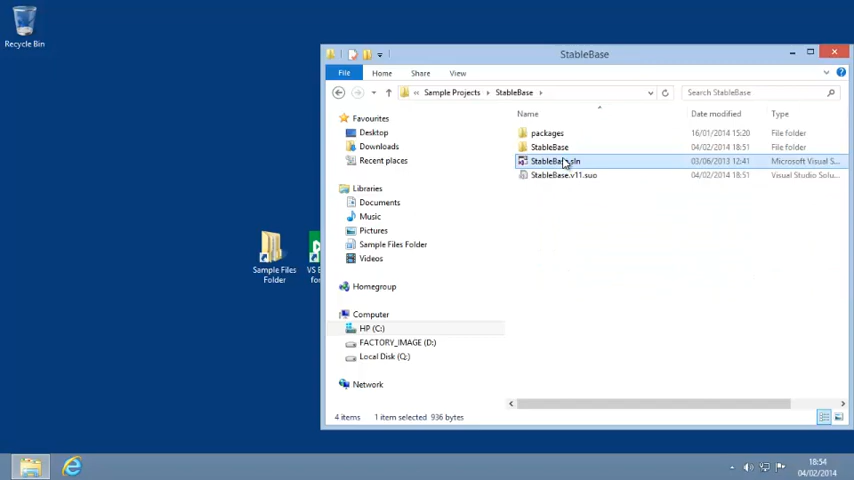 Recycle Bin
Sample Files
Folder
VS E
for
StableBase
File
Home
Share
View
Sample Projects
StableBase
Search StableBase
Favourites
Desktop
Downloads
Recent places
Libraries
Documents
Music
Pictures
Sample Files Folder
Videos
Homegroup
Computer
HP (C:)
FACTORY_IMAGE (D:)
Local Disk (Q:)
Network
Name Date modified Type
packages 16/01/2014 15:20 File folder
StableBase 04/02/2014 18:51 File folder
StableBase.sln 03/06/2013 12:41 Microsoft Visual S...
StableBase.v11.suo 04/02/2014 18:51 Visual Studio Solu...
4 items 1 item selected 936 bytes
18:54
04/02/2014